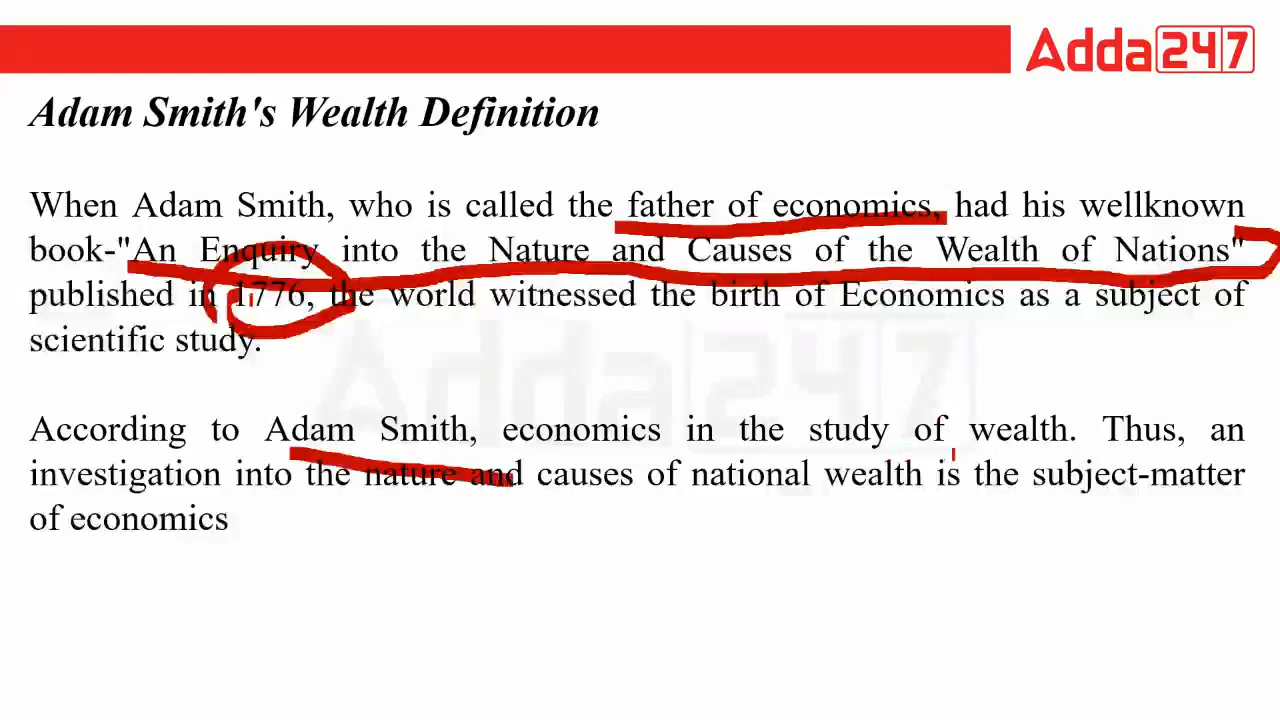 Adda247
Adam Smith's Wealth Definition
When Adam Smith, who is called the father of economics, had his wellknown
book-"An Enquiry into the Nature and Causes of the Wealth of Nations"
published in 1776, the world witnessed the birth of Economics as a subject of
scientific study.
Adda247
According to Adam Smith, economics in the study of wealth. Thus, an
investigation into the nature and causes of national wealth is the subject-matter
of economics